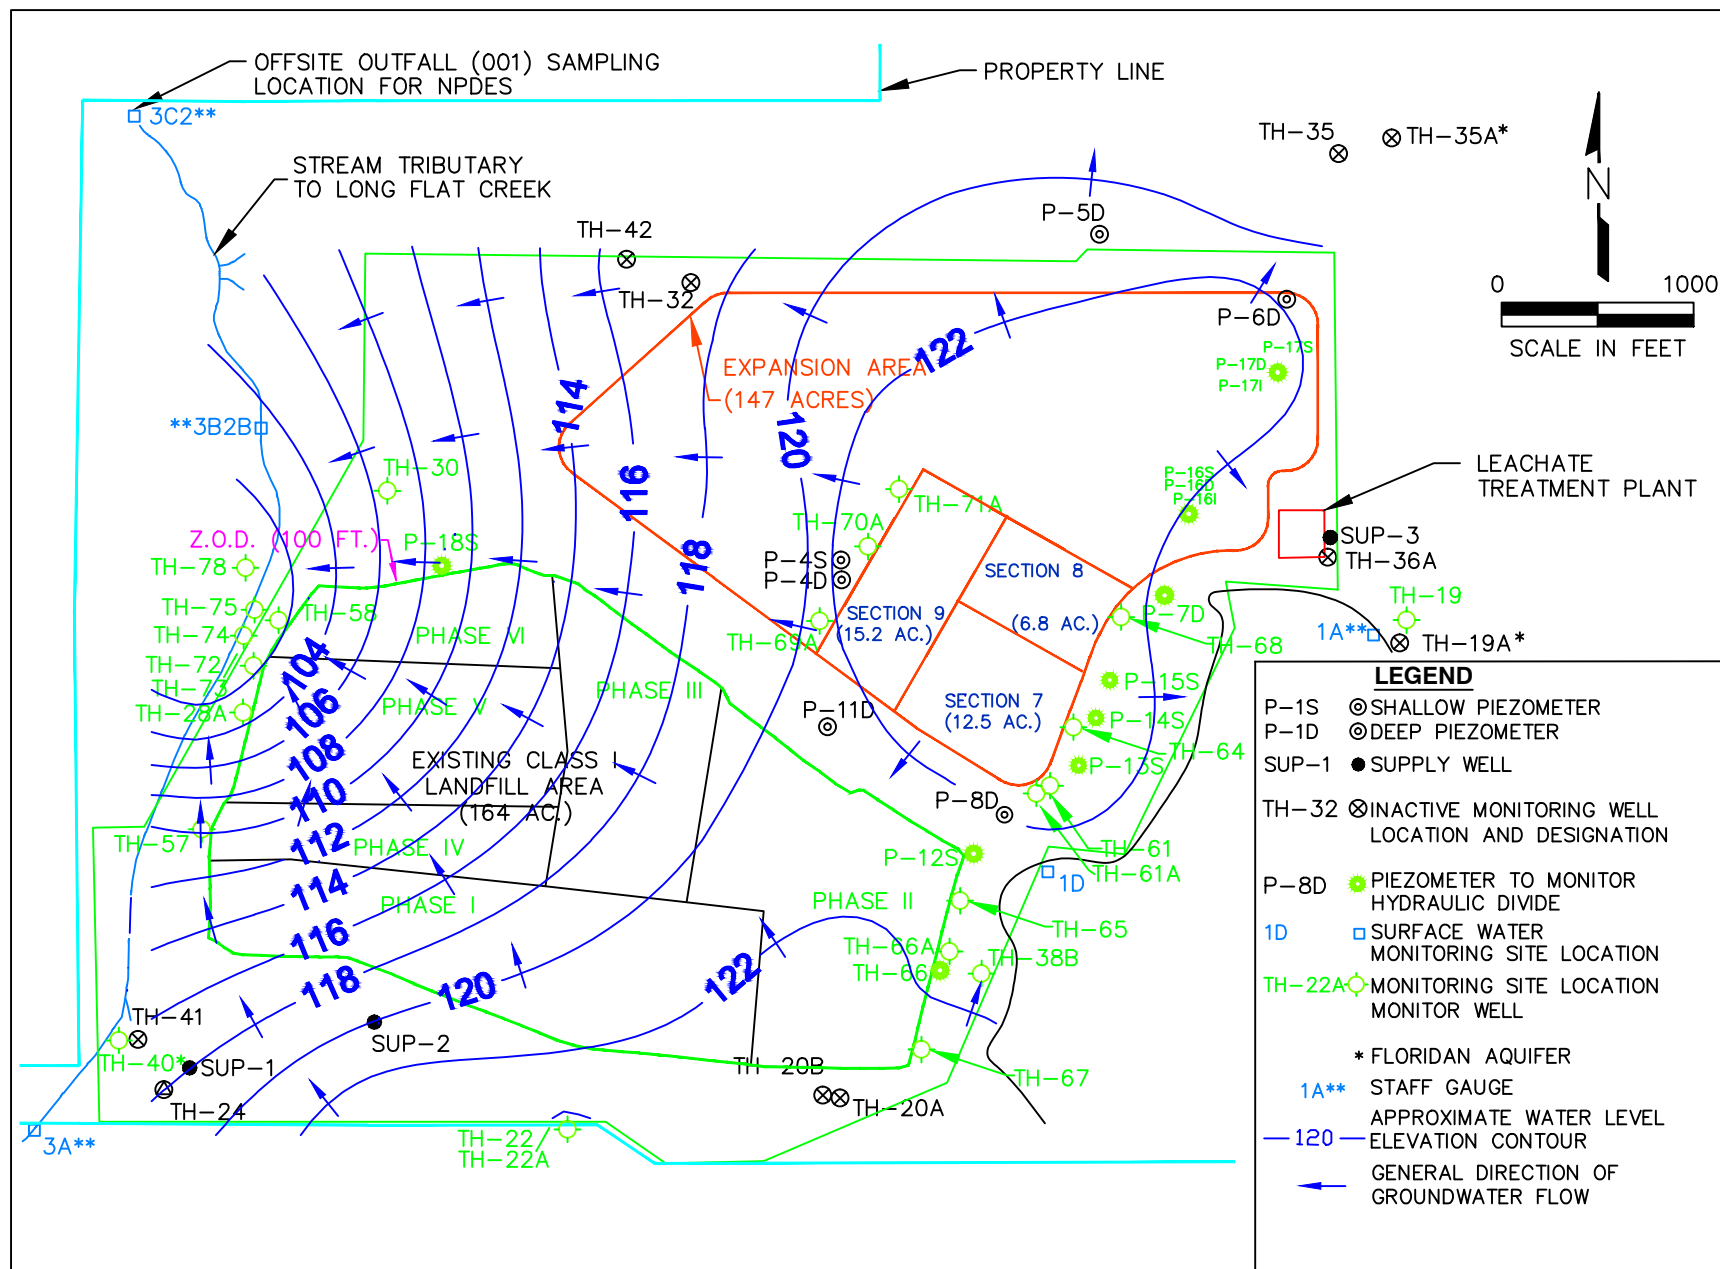 OFFSITE OUTFALL (001) SAMPLING
LOCATION FOR NPDES
PROPERTY LINE
3C2**
STREAM TRIBUTARY
TO LONG FLAT CREEK
TH-35
TH-35A*
N
P-5D
TH-42
TH-32
P-6D
0 1000
SCALE IN FEET
122
P-17S
P-17D
P-17I
EXPANSION AREA
(147 ACRES)
114
120
**3B2B
TH-30
116
P-16S
P-16D
P-16I
LEACHATE
TREATMENT PLANT
TH-71A
TH-70A
Z.O.D. (100 FT.)
P-18S
118
P-4S
P-4D
SUP-3
TH-36A
TH-78
SECTION 8
(6.8 AC.)
SECTION 9
(15.2 AC.)
TH-75
TH-58
TH-74
PHASE VI
TH-69A
P-7D
TH-68
TH-19
1A**
TH-19A*
TH-72
TH-73
104
PHASE III
P-15S
TH-28A
106
PHASE V
P-11D
SECTION 7
(12.5 AC.)
P-14S
TH-64
108
EXISTING CLASS I
LANDFILL AREA
(164 AC.)
P-13S
110
P-8D
TH-57
112
PHASE IV
TH-61
TH-61A
P-12S
1D
114
PHASE I
PHASE II
TH-65
116
TH-66A
TH-66
TH-38B
118
120
122
TH-41
TH-40*
SUP-1
SUP-2
TH-24
TH-20B
TH-20A
TH-67
3A**
TH-22
TH-22A
LEGEND
P-1S SHALLOW PIEZOMETER
P-1D DEEP PIEZOMETER
SUP-1 SUPPLY WELL
TH-32 INACTIVE MONITORING WELL
LOCATION AND DESIGNATION
P-8D PIEZOMETER TO MONITOR
HYDRAULIC DIVIDE
1D SURFACE WATER
MONITORING SITE LOCATION
TH-22A MONITORING SITE LOCATION
MONITOR WELL
* FLORIDAN AQUIFER
1A** STAFF GAUGE
120 APPROXIMATE WATER LEVEL
ELEVATION CONTOUR
GENERAL DIRECTION OF
GROUNDWATER FLOW